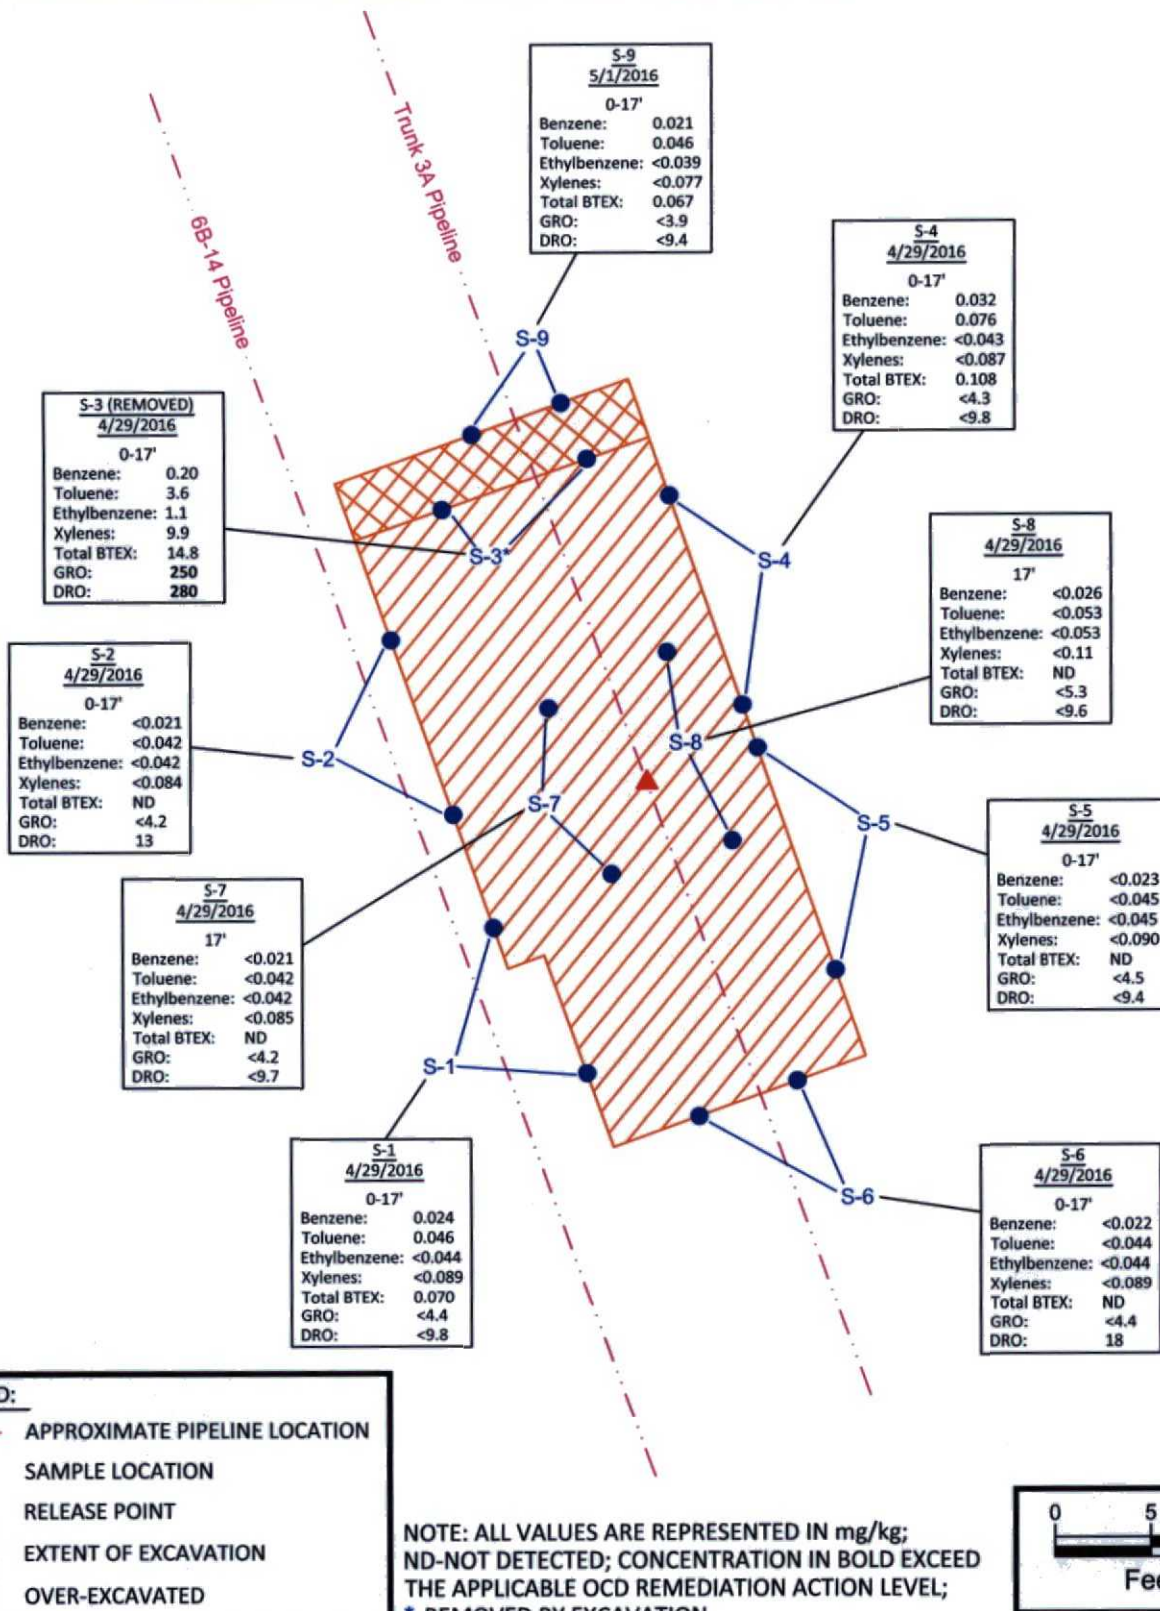 S-9
5/1/2016
0-17'
Benzene: 0.021
Toluene: 0.046
Ethylbenzene: <0.039
Xylenes: <0.077
Total BTEX: 0.067
GRO: <3.9
DRO: <9.4
Trunk 3A Pipeline
6B-14 Pipeline
S-4
4/29/2016
0-17'
Benzene: 0.032
Toluene: 0.076
Ethylbenzene: <0.043
Xylenes: <0.087
Total BTEX: 0.108
GRO: <4.3
DRO: <9.8
S-9
S-3 (REMOVED)
4/29/2016
0-17'
Benzene: 0.20
Toluene: 3.6
Ethylbenzene: 1.1
Xylenes: 9.9
Total BTEX: 14.8
GRO: 250
DRO: 280
S-3*
S-4
S-8
4/29/2016
17'
Benzene: <0.026
Toluene: <0.053
Ethylbenzene: <0.053
Xylenes: <0.11
Total BTEX: ND
GRO: <5.3
DRO: <9.6
S-2
4/29/2016
0-17'
Benzene: <0.021
Toluene: <0.042
Ethylbenzene: <0.042
Xylenes: <0.084
Total BTEX: ND
GRO: <4.2
DRO: 13
S-2
S-8
S-7
S-5
S-5
4/29/2016
0-17'
Benzene: <0.023
Toluene: <0.045
Ethylbenzene: <0.045
Xylenes: <0.090
Total BTEX: ND
GRO: <4.5
DRO: <9.4
S-7
4/29/2016
17'
Benzene: <0.021
Toluene: <0.042
Ethylbenzene: <0.042
Xylenes: <0.085
Total BTEX: ND
GRO: <4.2
DRO: <9.7
S-1
S-1
4/29/2016
0-17'
Benzene: 0.024
Toluene: 0.046
Ethylbenzene: <0.044
Xylenes: <0.089
Total BTEX: 0.070
GRO: <4.4
DRO: <9.8
S-6
S-6
4/29/2016
0-17'
Benzene: <0.022
Toluene: <0.044
Ethylbenzene: <0.044
Xylenes: <0.089
Total BTEX: ND
GRO: <4.4
DRO: 18
D:
APPROXIMATE PIPELINE LOCATION
SAMPLE LOCATION
RELEASE POINT
EXTENT OF EXCAVATION
OVER-EXCAVATED
NOTE: ALL VALUES ARE REPRESENTED IN mg/kg;
ND-NOT DETECTED; CONCENTRATION IN BOLD EXCEED
THE APPLICABLE OCD REMEDIATION ACTION LEVEL;
* REMOVED BY EXCAVATION
0 5